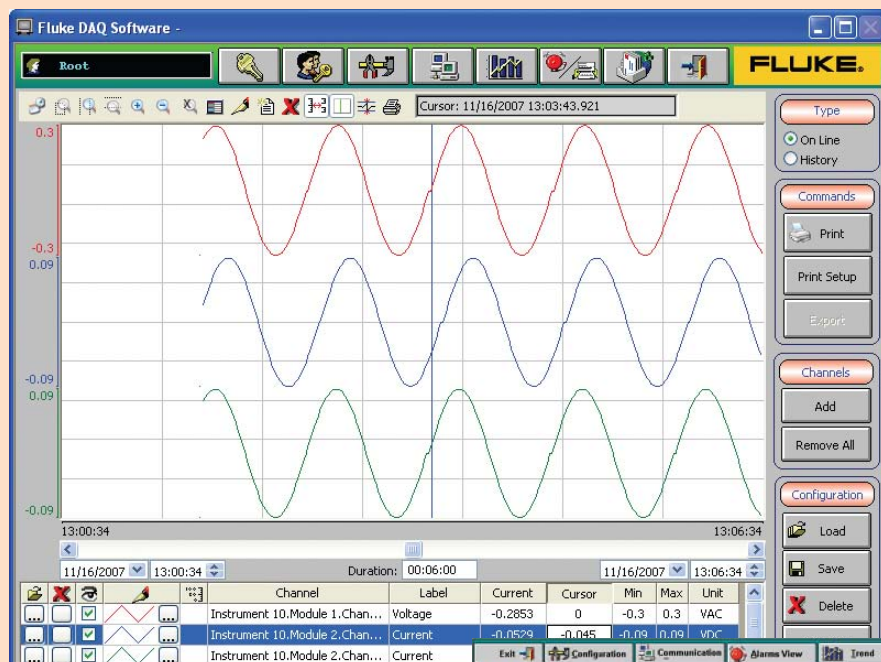 Fluke DAQ Software -
Root
FLUKE®
Cursor: 11/16/2007 13:03:43.921
0.3
-0.3
0.09
-0.09
0.09
-0.09
13:00:34 13:06:34
11/16/2007 13:00:34 Duration: 00:06:00 11/16/2007 13:06:34
Type
On Line
History
Commands
Print
Print Setup
Export
Channels
Add
Remove All
Configuration
Load
Save
Delete
Channel Label Current Cursor Min Max Unit
... ... Instrument 10.Module 1.Chan... Voltage -0.2853 0 -0.3 0.3 VAC
... ... Instrument 10.Module 2.Chan... Current -0.0529 -0.045 -0.09 0.09 VDC
... ... Instrument 10.Module 2.Chan... Current
Exit Configuration Communication Alarms View Trend